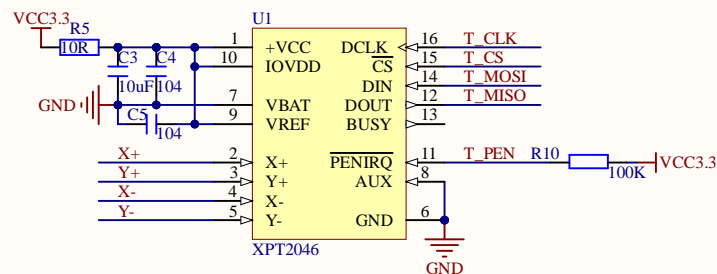 U1
VCC3.3
R5
10R
C3
C4
10uF
104
GND
C5
104
1
+VCC
DCLK
16
T_CLK
10
IOVDD
CS
15
T_CS
DIN
14
T_MOSI
7
VBAT
DOUT
12
T_MISO
9
VREF
BUSY
13
X+
2
X+
PENIRQ
11
T_PEN
R10
100K
VCC3.3
Y+
3
Y+
AUX
8
X-
4
X-
Y-
5
Y-
GND
6
XPT2046
GND